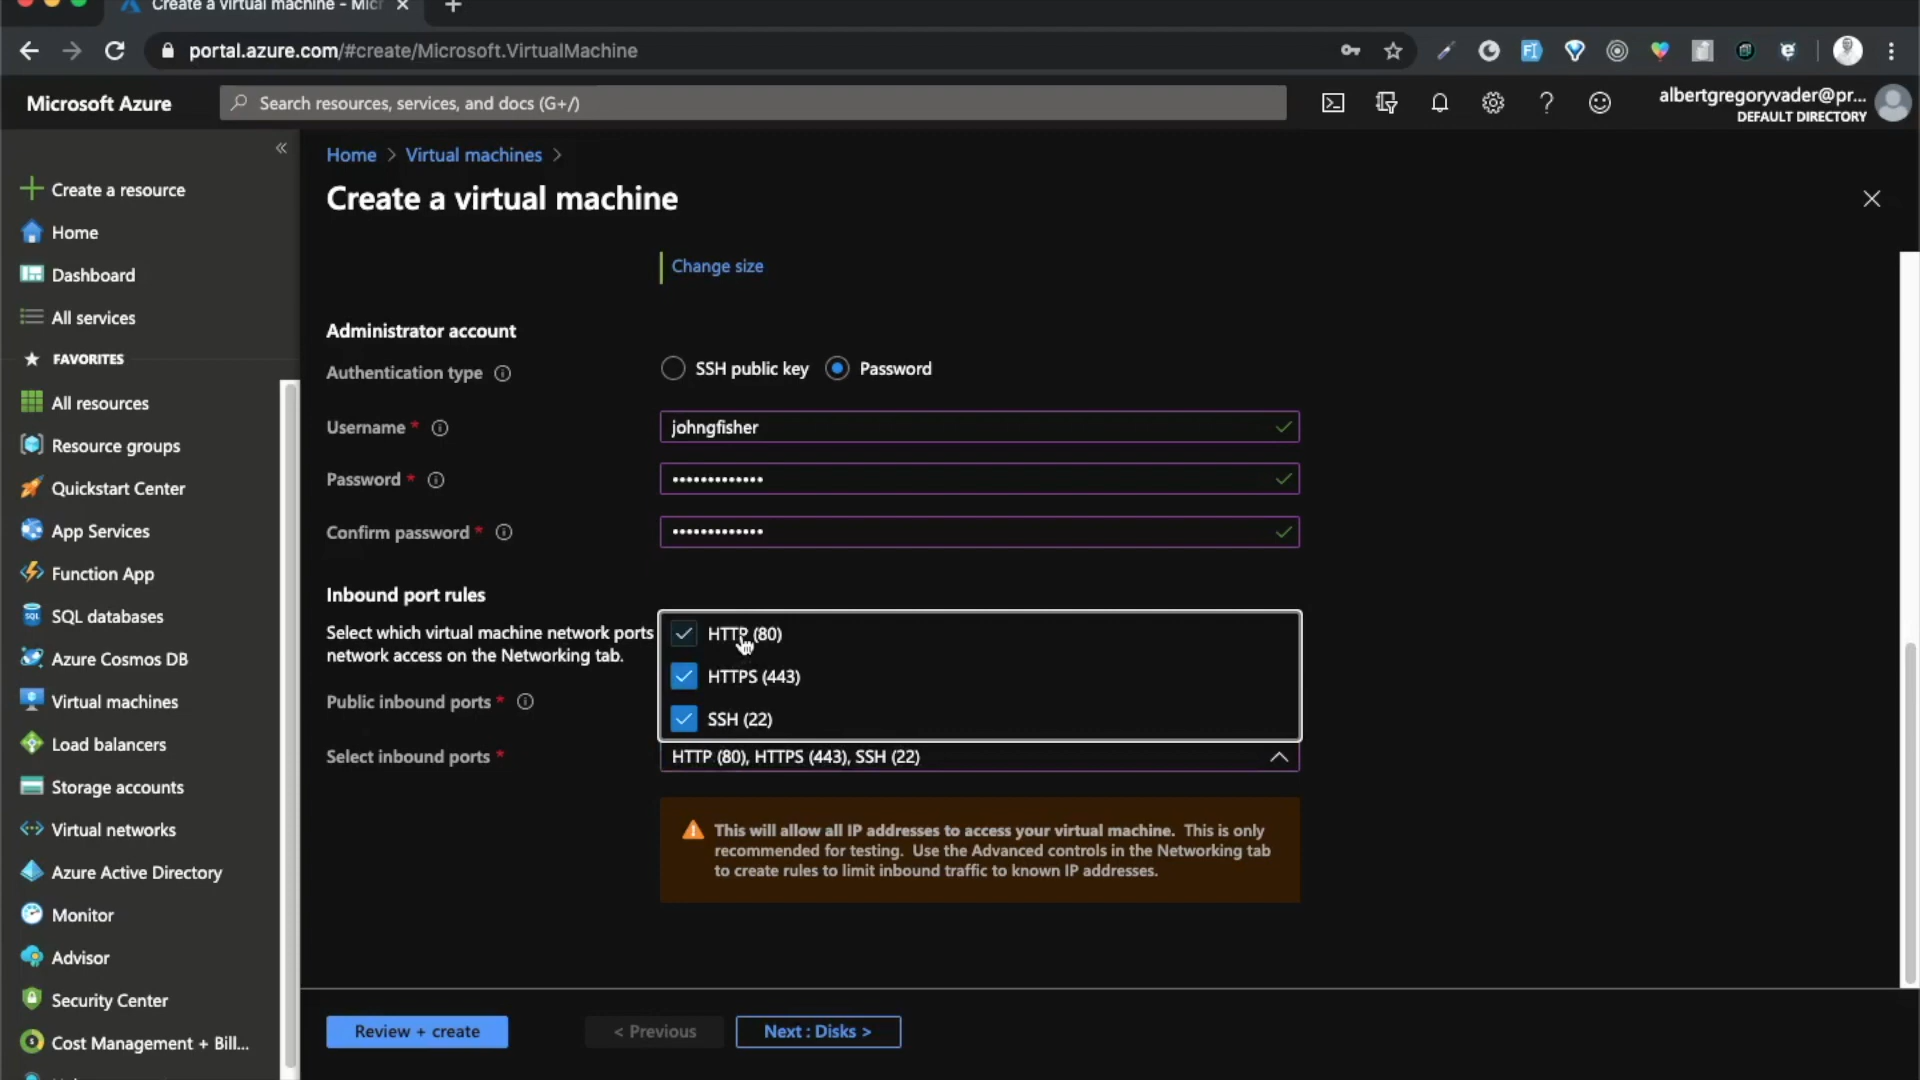 Create a virtual machine - Micr
portal.azure.com/#create/Microsoft.VirtualMachine
Microsoft Azure
Search resources, services, and docs (G+/)
albertgregoryvader@pr...
DEFAULT DIRECTORY
Home > Virtual machines >
Create a virtual machine
Create a resource
Home
Dashboard
All services
FAVORITES
All resources
Resource groups
Quickstart Center
App Services
Function App
SQL databases
Azure Cosmos DB
Virtual machines
Load balancers
Storage accounts
Virtual networks
Azure Active Directory
Monitor
Advisor
Security Center
Cost Management + Bill...
Change size
Administrator account
Authentication type
SSH public key
Password
Username *
johngfisher
Password *
•••••••••••••
Confirm password *
•••••••••••••
Inbound port rules
Select which virtual machine network ports
network access on the Networking tab.
HTTP (80)
HTTPS (443)
SSH (22)
Public inbound ports *
Select inbound ports *
HTTP (80), HTTPS (443), SSH (22)
This will allow all IP addresses to access your virtual machine. This is only
recommended for testing. Use the Advanced controls in the Networking tab
to create rules to limit inbound traffic to known IP addresses.
Review + create
< Previous
Next : Disks >